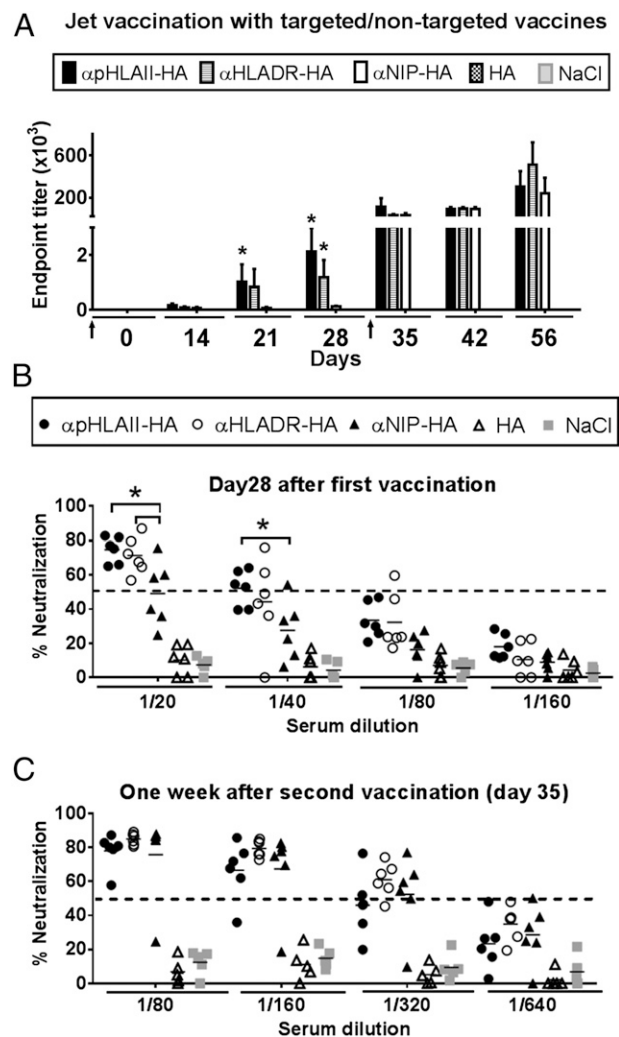 A
Jet vaccination with targeted/non-targeted vaccines
αpHLAII-HA αHLADR-HA αNIP-HA HA NaCl
Endpoint titer (x10³)
600
200
2
0
* * *
0 14 21 28 35 42 56
Days
B
αpHLAII-HA αHLADR-HA αNIP-HA HA NaCl
Day28 after first vaccination
% Neutralization
100
80
60
40
20
0
* *
1/20 1/40 1/80 1/160
Serum dilution
C
One week after second vaccination (day 35)
% Neutralization
100
80
60
40
20
0
1/80 1/160 1/320 1/640
Serum dilution